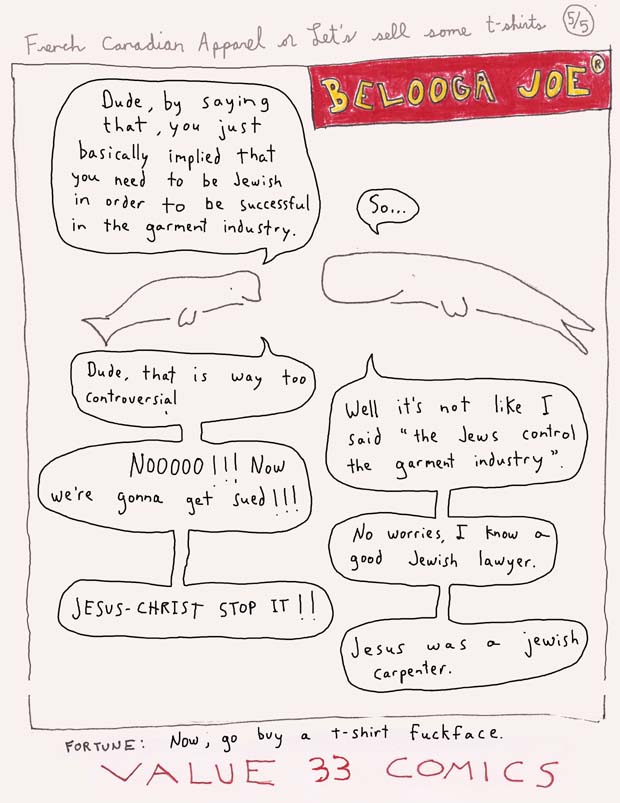 French Canadian Apparel or Let's sell some t-shirts 5/5
BELOOGA JOE®
Dude, by saying
that, you just
basically implied that
you need to be Jewish
in order to be successful
in the garment industry.
So...
Dude, that is way too
controversial
Well it's not like I
said "the Jews control
the garment industry".
NOOOOO!!! Now
we're gonna get sued!!!
No worries, I know a
good Jewish lawyer.
JESUS-CHRIST STOP IT!!
Jesus was a jewish
carpenter.
FORTUNE: Now, go buy a t-shirt fuckface.
VALUE 33 COMICS